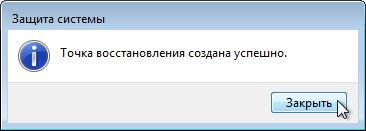 Защита системы
Точка восстановления создана успешно.
Закрыть